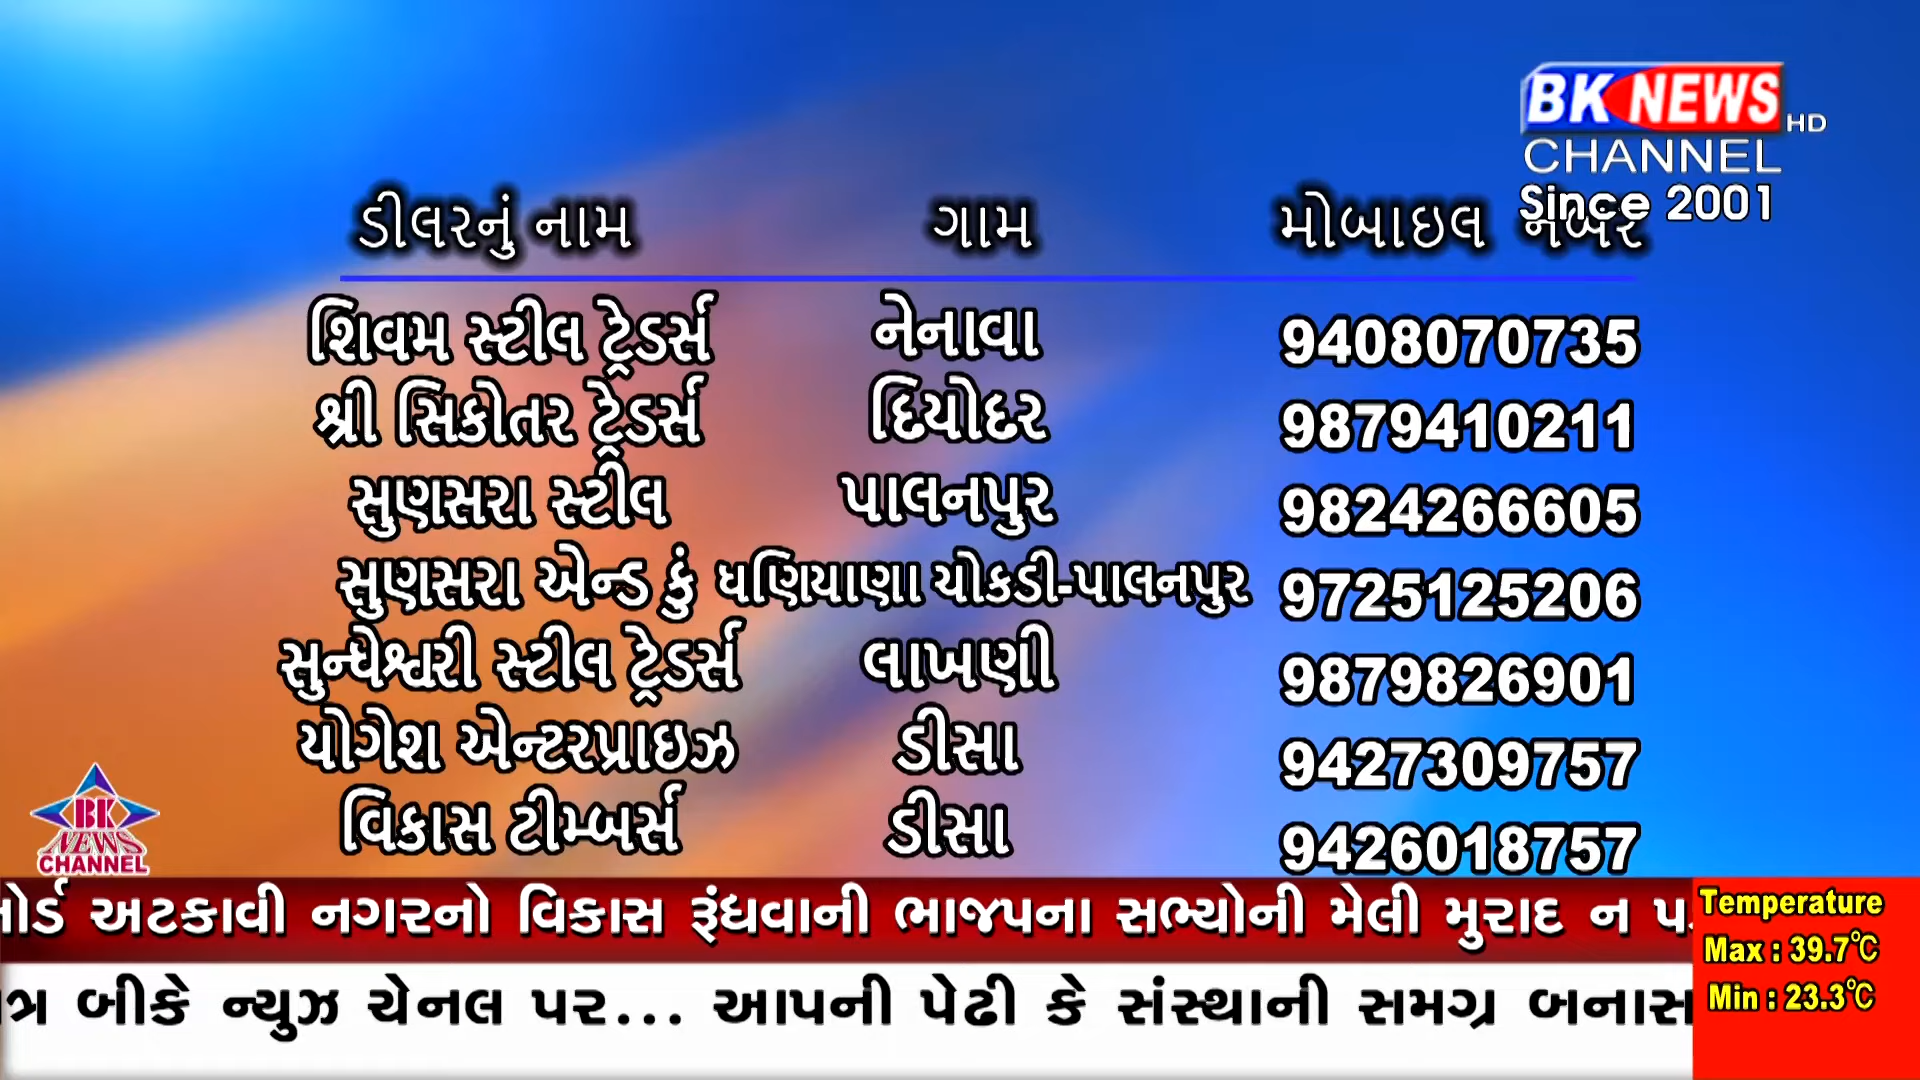 BK NEWS HD
CHANNEL
Since 2001
ડીલરનું નામ ગામ મોબાઇલ નંબર
શિવમ સ્ટીલ ટ્રેડર્સ નેનાવા 9408070735
શ્રી સિકોતર ટ્રેડર્સ દિયોદર 9879410211
સુણસરા સ્ટીલ પાલનપુર 9824266605
સુણસરા એન્ડ કું ધણિયાણા ચોકડી-પાલનપુર 9725125206
સુન્ધેશ્વરી સ્ટીલ ટ્રેડર્સ લાખણી 9879826901
યોગેશ એન્ટરપ્રાઇઝ ડીસા 9427309757
વિકાસ ટીમ્બર્સ ડીસા 9426018757
BK
NEWS
CHANNEL
અટકાવી નગરનો વિકાસ રૂંધવાની ભાજપના સભ્યોની મેલી મુરાદ ન
બીકે ન્યુઝ ચેનલ પર... આપની પેઢી કે સંસ્થાની સમગ્ર બનાસ
Temperature
Max : 39.7℃
Min : 23.3℃